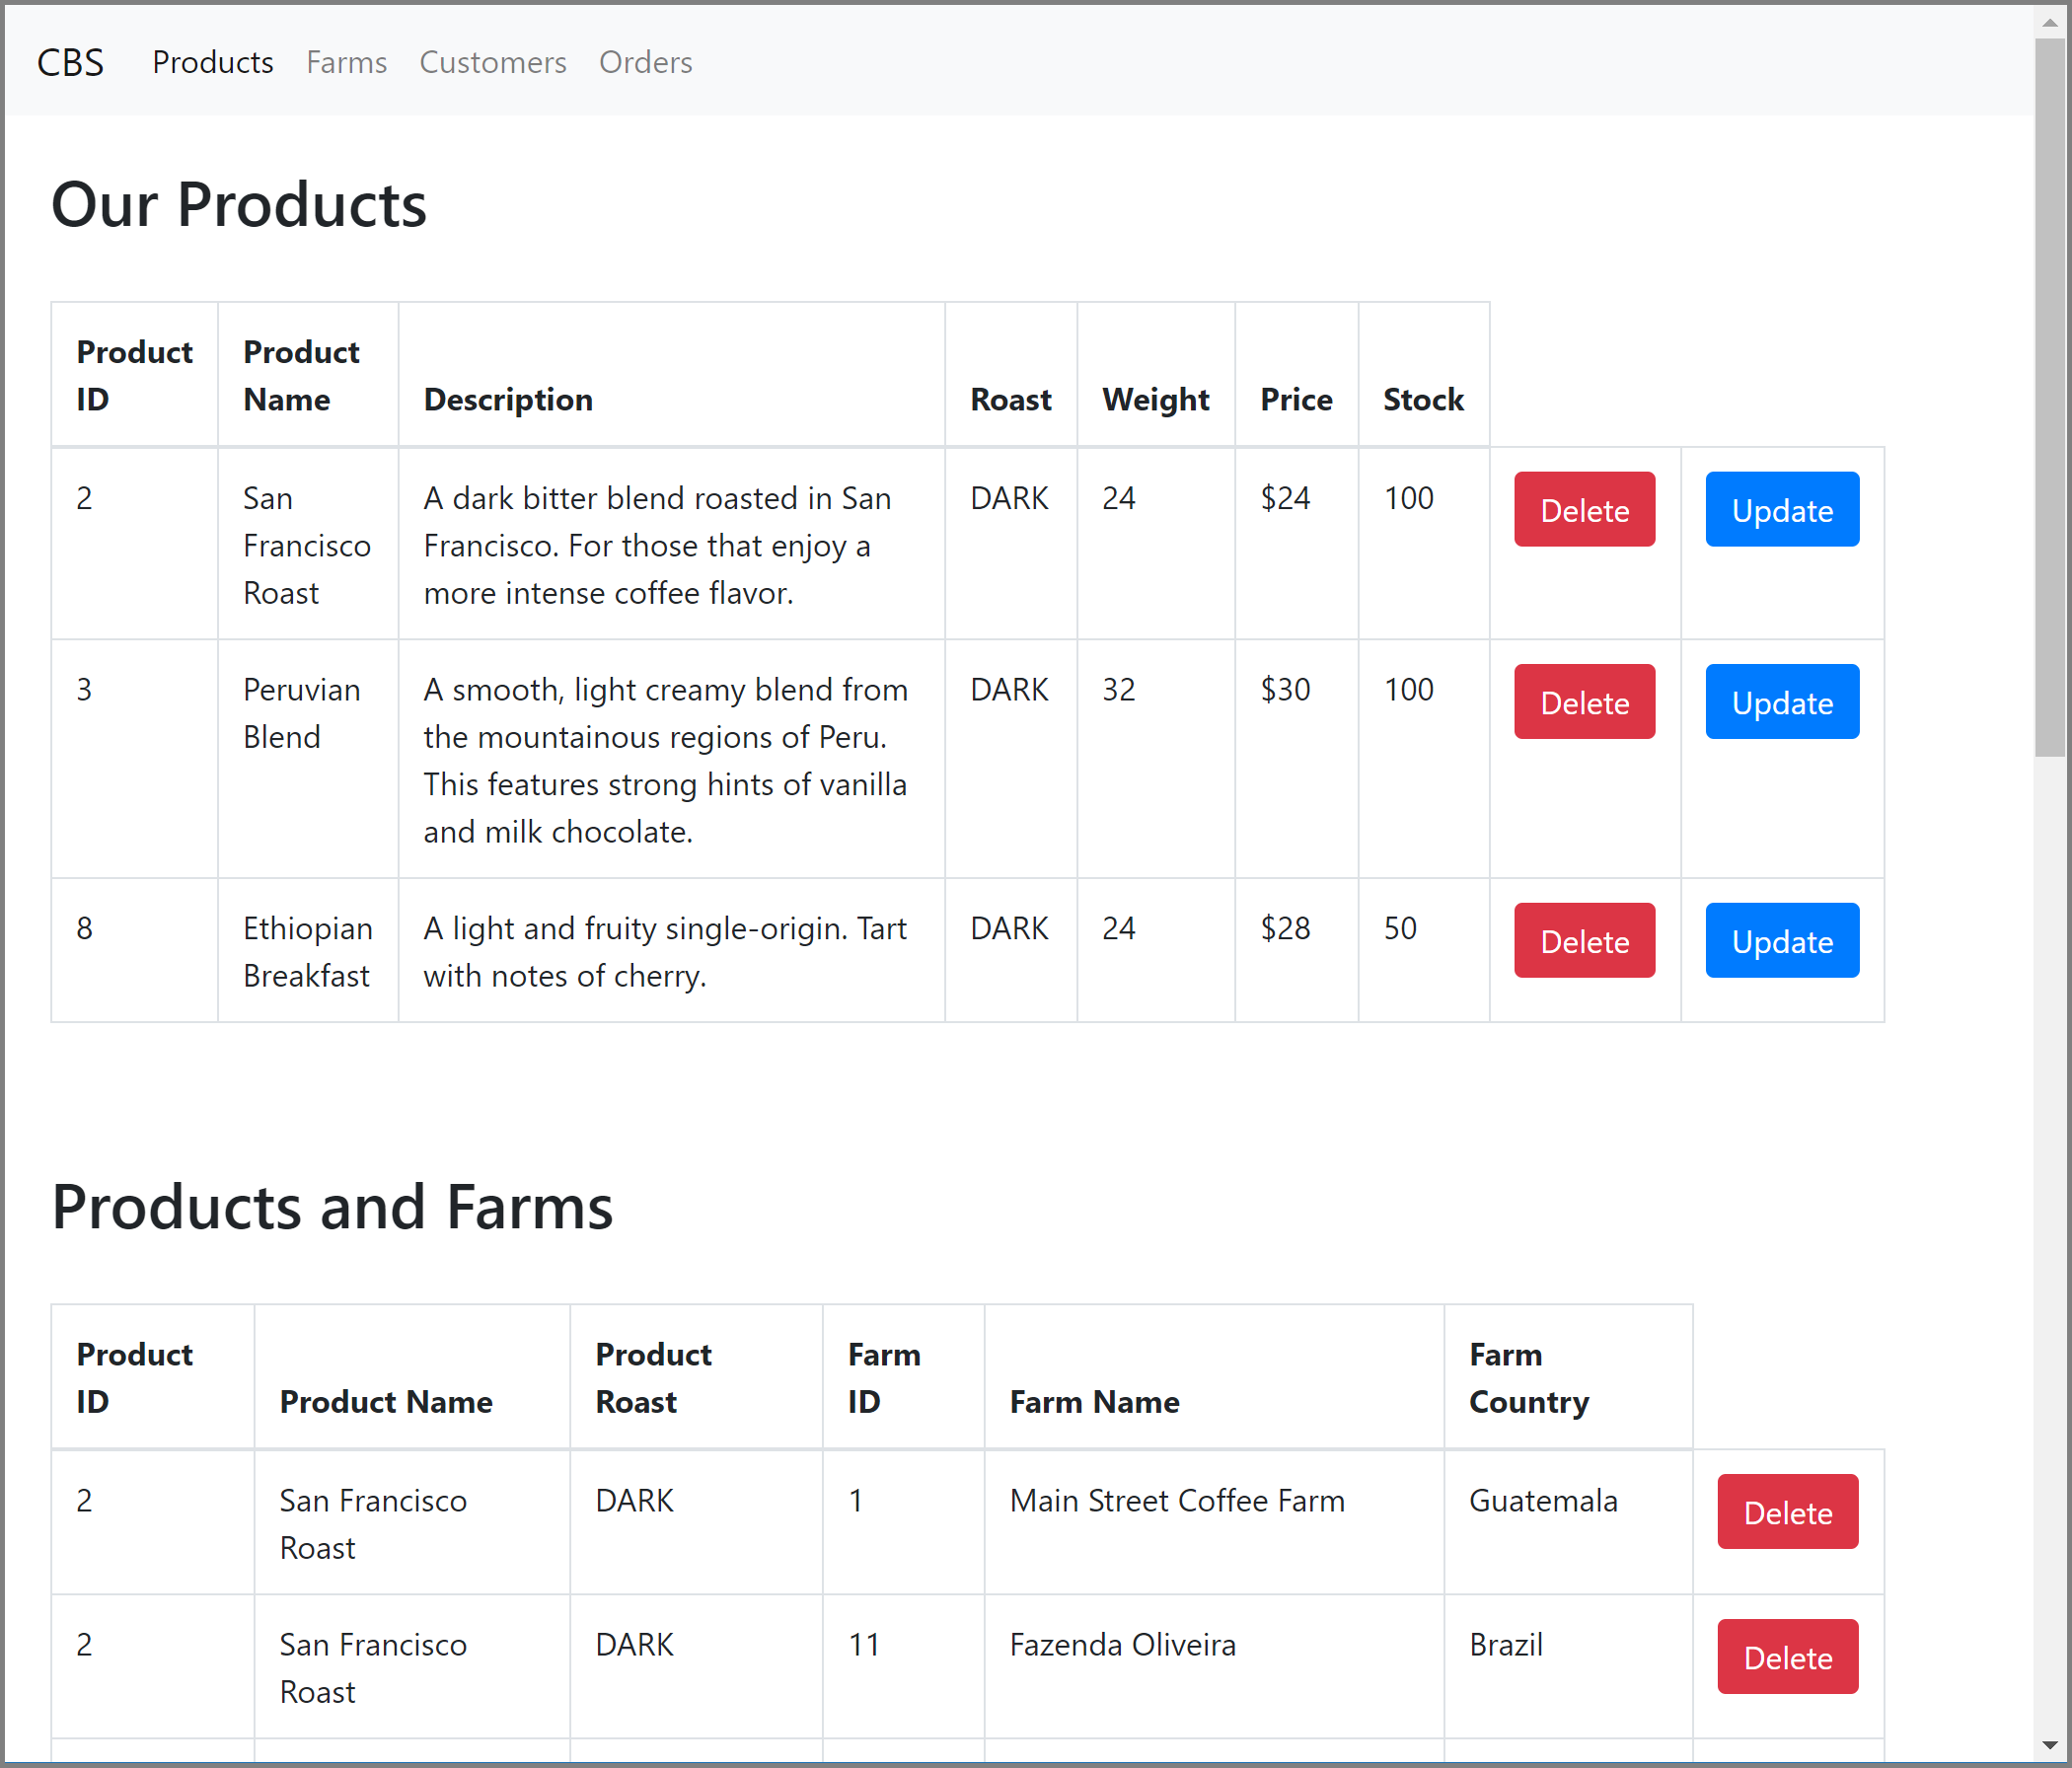 CBS Products Farms Customers Orders
Our Products
Product ID Product Name Description Roast Weight Price Stock
2 San Francisco Roast A dark bitter blend roasted in San Francisco. For those that enjoy a more intense coffee flavor. DARK 24 $24 100 Delete Update
3 Peruvian Blend A smooth, light creamy blend from the mountainous regions of Peru. This features strong hints of vanilla and milk chocolate. DARK 32 $30 100 Delete Update
8 Ethiopian Breakfast A light and fruity single-origin. Tart with notes of cherry. DARK 24 $28 50 Delete Update
Products and Farms
Product ID Product Name Product Roast Farm ID Farm Name Farm Country
2 San Francisco Roast DARK 1 Main Street Coffee Farm Guatemala Delete
2 San Francisco Roast DARK 11 Fazenda Oliveira Brazil Delete